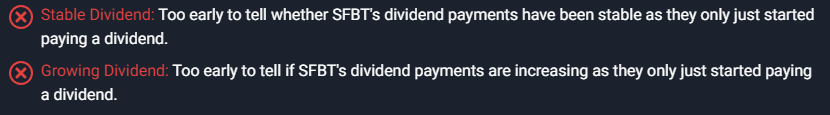 Stable Dividend: Too early to tell whether SFBT's dividend payments have been stable as they only just started
paying a dividend.
Growing Dividend: Too early to tell if SFBT's dividend payments are increasing as they only just started paying
a dividend.